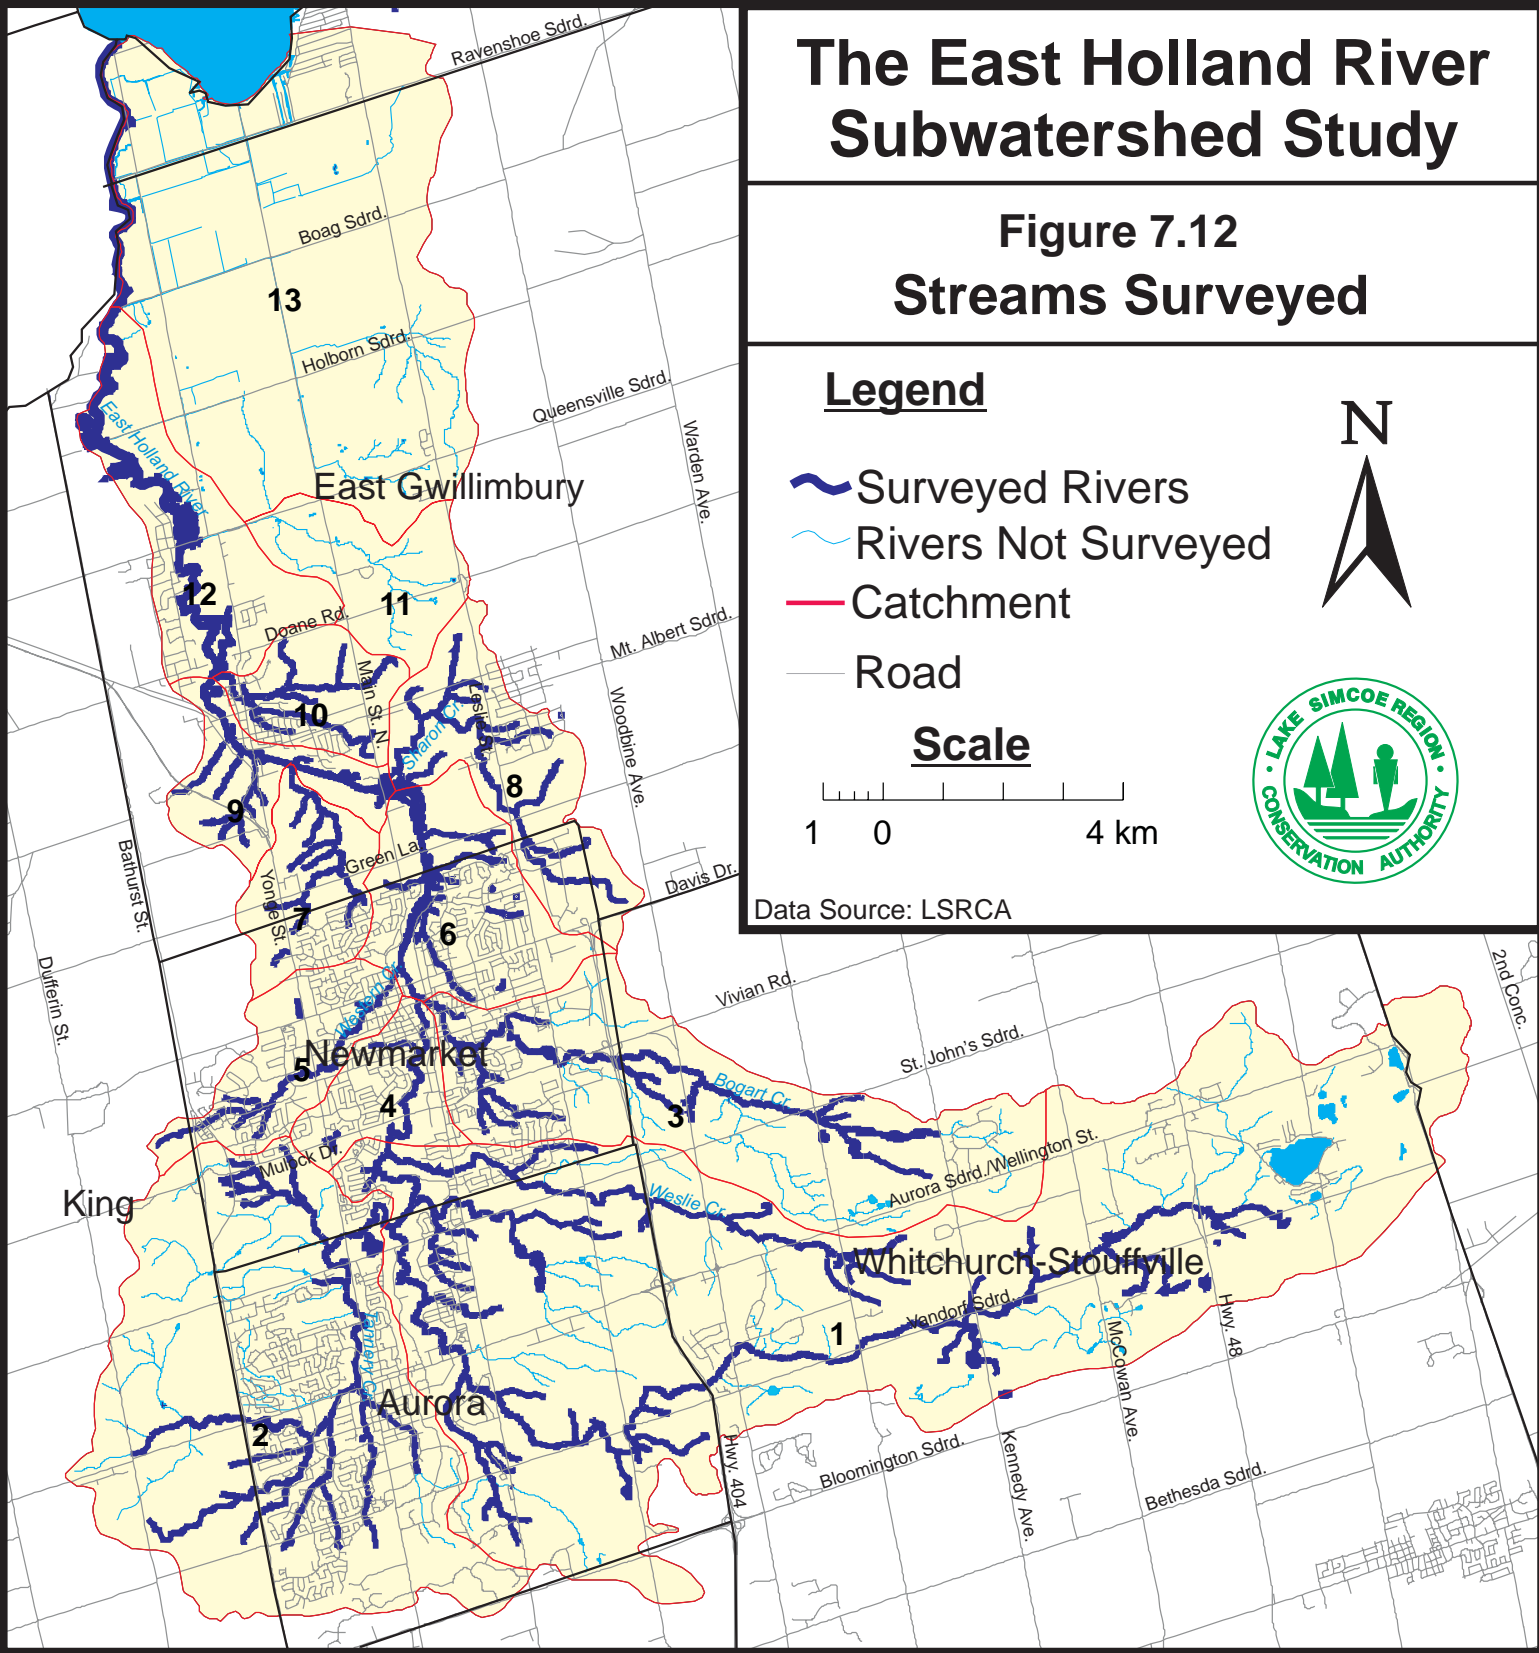 The East Holland River
Subwatershed Study
Figure 7.12
Streams Surveyed
Legend
Surveyed Rivers
Rivers Not Surveyed
Catchment
Road
N
Scale
1 0 4 km
LAKE SIMCOE REGION
CONSERVATION AUTHORITY
Data Source: LSRCA
Ravenshoe Sdrd.
Boag Sdrd.
13
Holborn Sdrd.
Queensville Sdrd.
East Holland River
Warden Ave.
East Gwillimbury
12
11
Doane Rd.
Mt. Albert Sdrd.
Main St. N.
Leslie St.
Sharon Cr.
Woodbine Ave.
10
8
9
Bathurst St.
Green La.
Yonge St.
Davis Dr.
7
6
Dufferin St.
Western Cr.
Vivian Rd.
2nd Conc.
St. John's Sdrd.
Newmarket
5
4
3
Bogart Cr.
Mulock Dr.
Aurora Sdrd./Wellington St.
King
Weslie Cr.
Whitchurch-Stouffville
Vandorf Sdrd.
1
Hwy. 48
McCowan Ave.
Tannery Cr.
Aurora
2
Hwy. 404
Bloomington Sdrd.
Kennedy Ave.
Bethesda Sdrd.